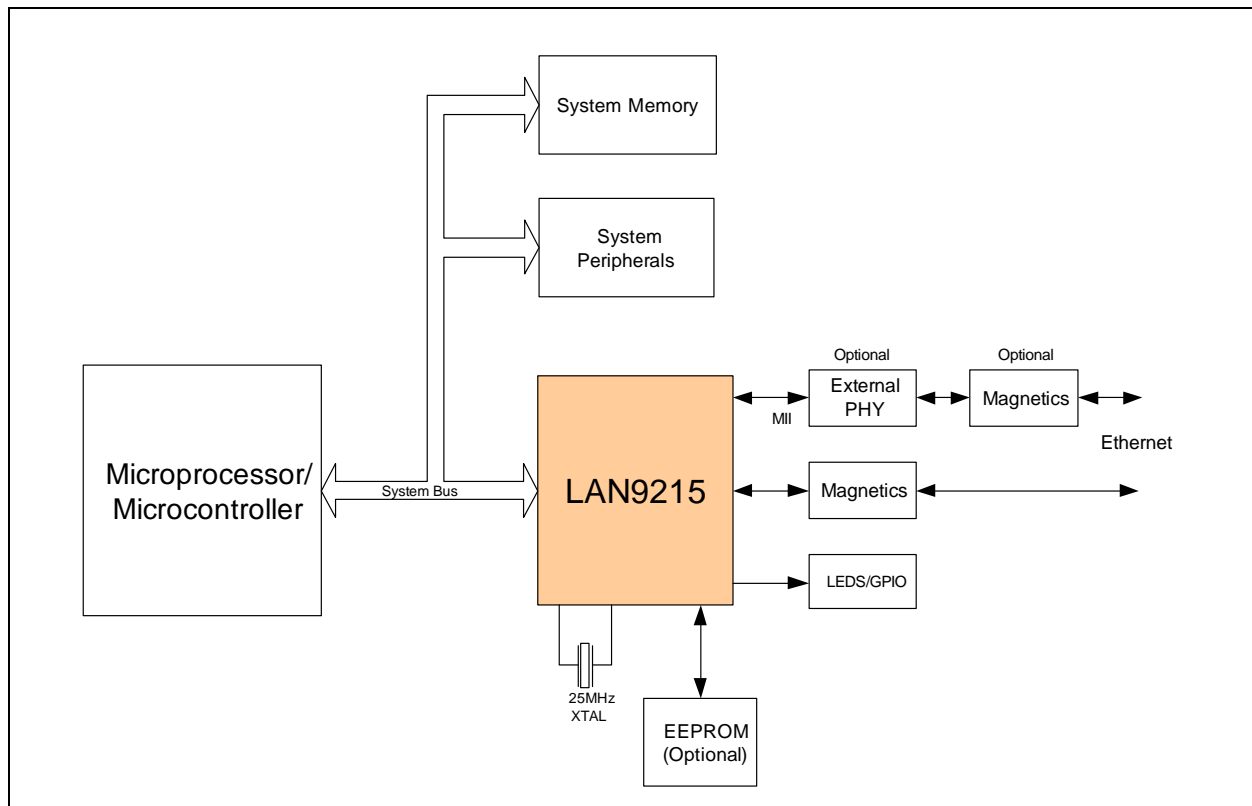 System Memory
System
Peripherals
Optional
Optional
External
PHY
Magnetics
MII
Ethernet
Microprocessor/
Microcontroller
System Bus
LAN9215
Magnetics
LEDS/GPIO
25MHz
XTAL
EEPROM
(Optional)